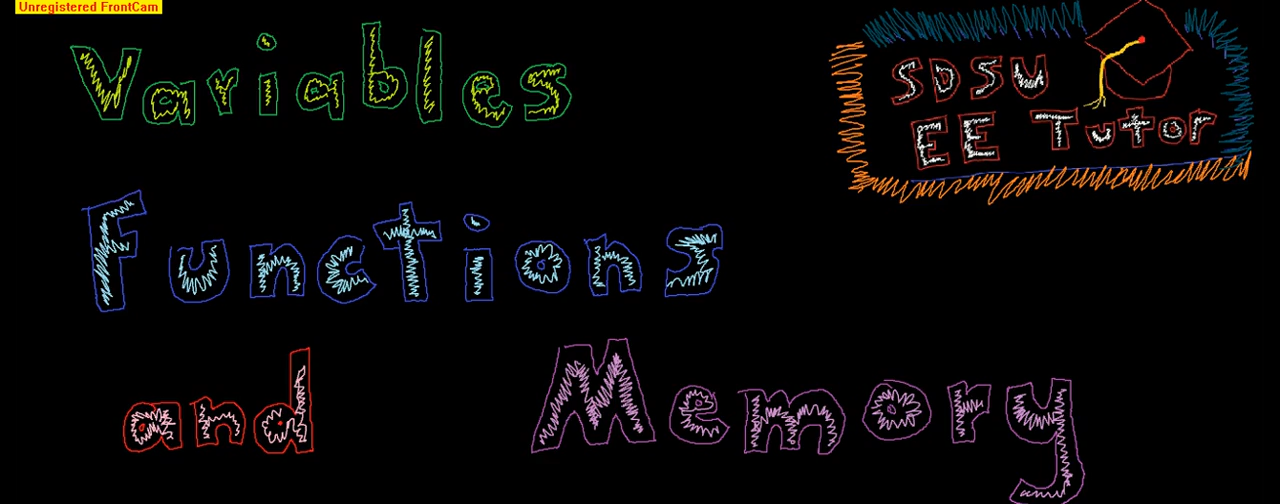 Unregistered FrontCam
Variables
SDSU
EE Tutor
Functions
and Memory